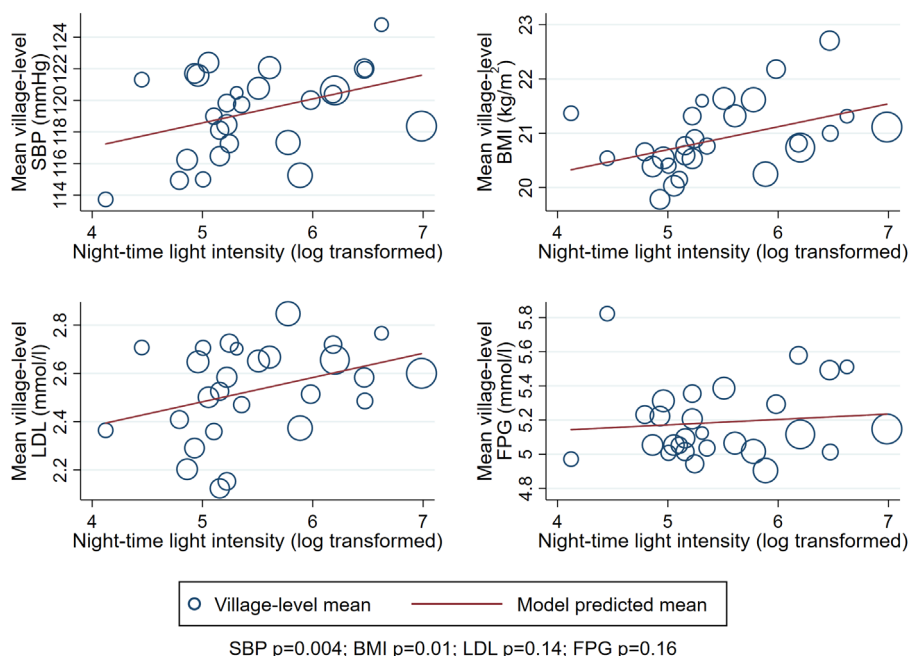 Mean village-level
SBP (mmHg)
114 116 118 120 122 124
4 5 6 7
Night-time light intensity (log transformed)
Mean village-level
BMI (kg/m²)
20 21 22 23
4 5 6 7
Night-time light intensity (log transformed)
Mean village-level
LDL (mmol/l)
2.2 2.4 2.6 2.8
4 5 6 7
Night-time light intensity (log transformed)
Mean village-level
FPG (mmol/l)
4.8 5 5.2 5.4 5.6 5.8
4 5 6 7
Night-time light intensity (log transformed)
Village-level mean
Model predicted mean
SBP p=0.004; BMI p=0.01; LDL p=0.14; FPG p=0.16